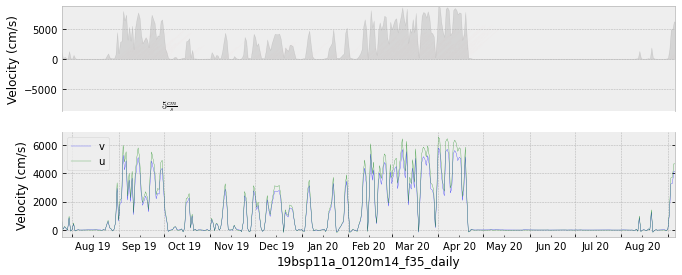 Velocity (cm/s)
5000
0
−5000
5 cm/s
Velocity (cm/s)
6000
4000
2000
0
v
u
Aug 19 Sep 19 Oct 19 Nov 19 Dec 19 Jan 20 Feb 20 Mar 20 Apr 20 May 20 Jun 20 Jul 20 Aug 20
19bsp11a_0120m14_f35_daily